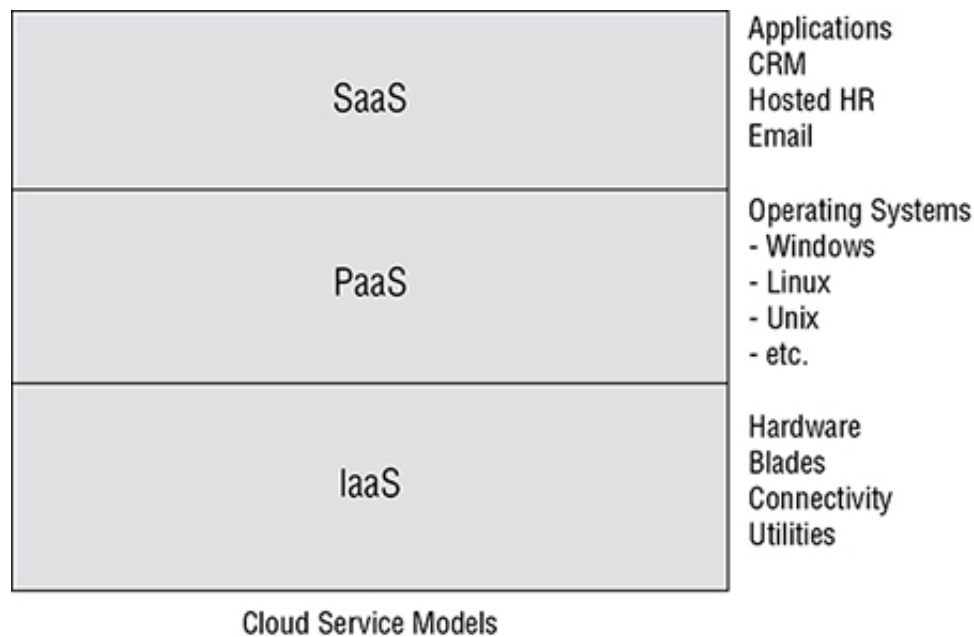 SaaS
Applications
CRM
Hosted HR
Email
PaaS
Operating Systems
- Windows
- Linux
- Unix
- etc.
IaaS
Hardware
Blades
Connectivity
Utilities
Cloud Service Models